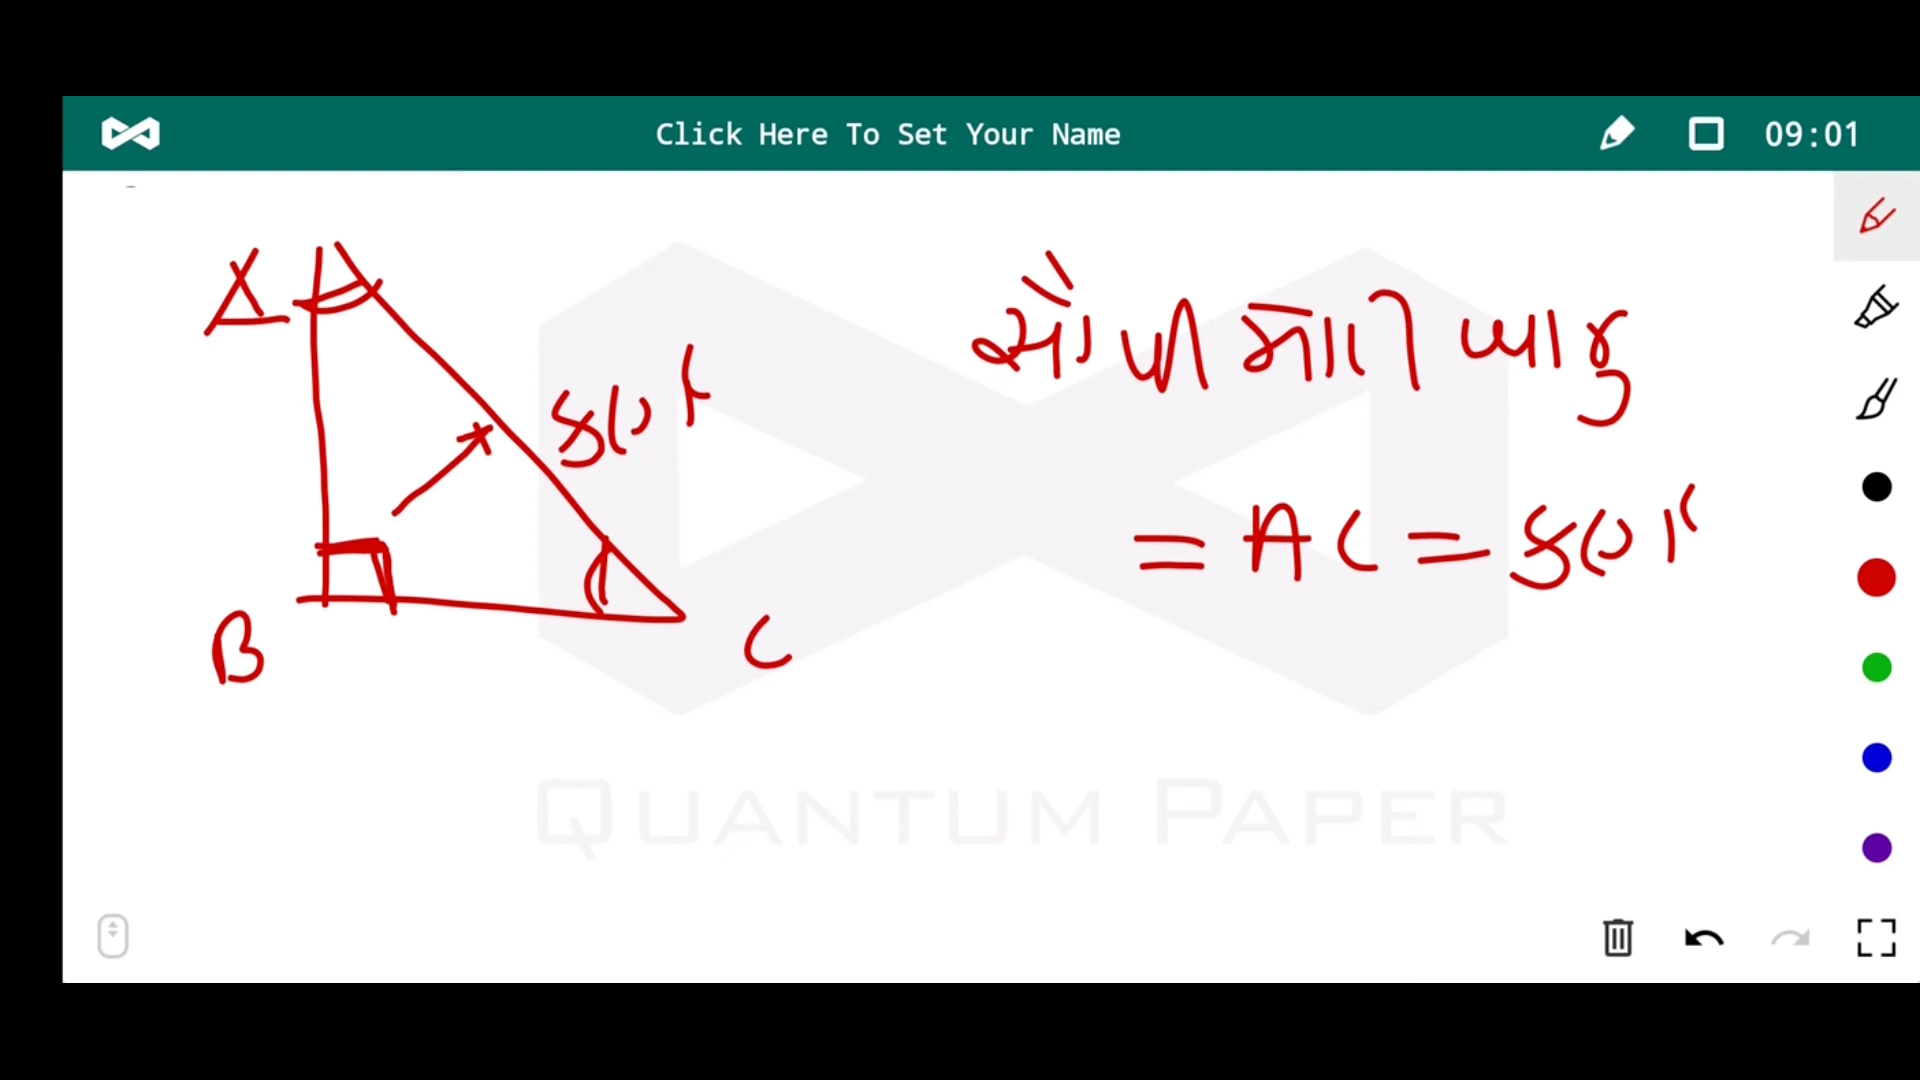 Click Here To Set Your Name
09:01
A
કર્ણ
સૌથી મોટી બાજુ
= AC = કર્ણ
B
C
QUANTUM PAPER